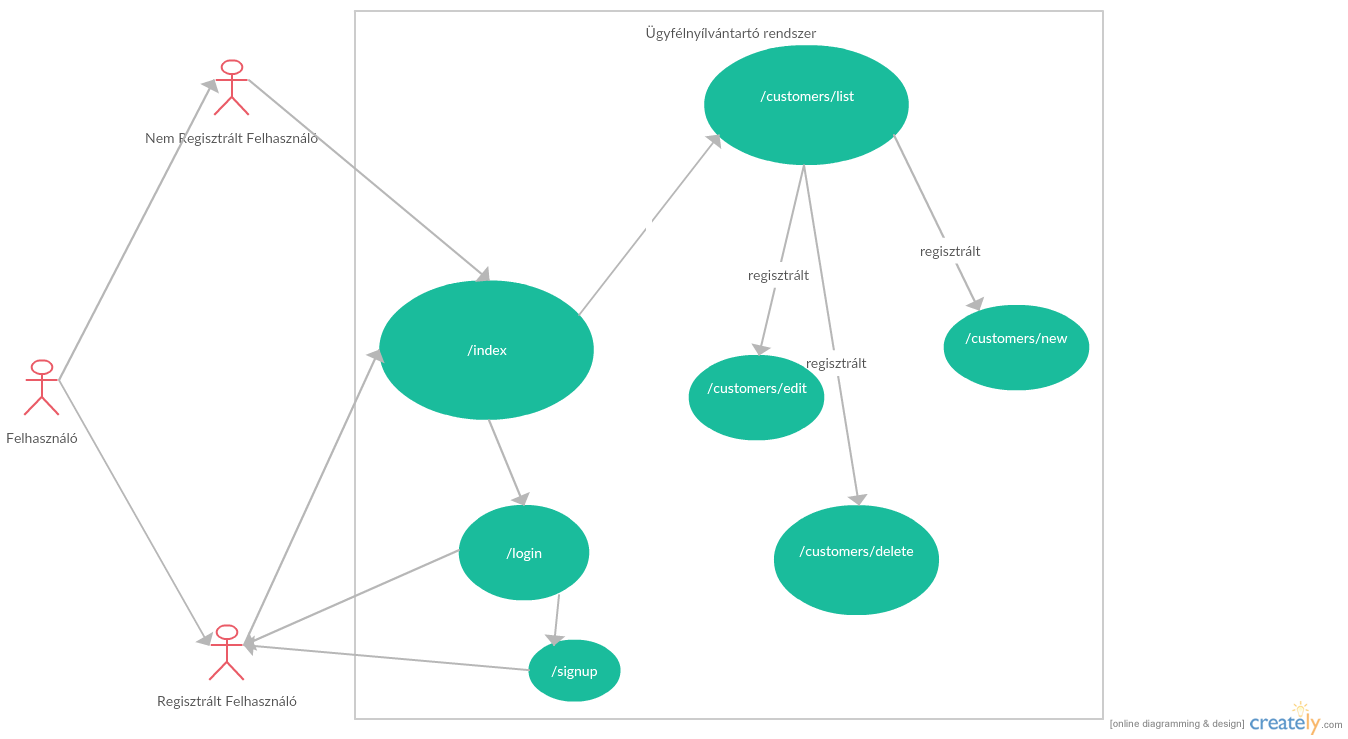 Ügyfélnyílvántartó rendszer
/customers/list
Nem Regisztrált Felhasználó
regisztrált
regisztrált
/customers/new
/index
regisztrált
/customers/edit
Felhasználó
/customers/delete
/login
/signup
Regisztrált Felhasználó
[online diagramming & design] creately.com